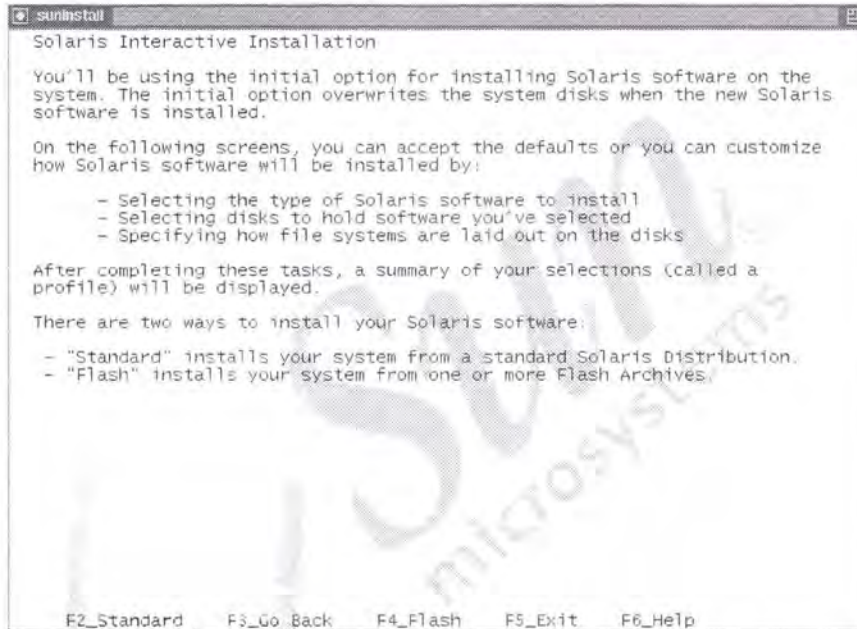 suninstall
Solaris Interactive Installation
You'll be using the initial option for installing Solaris software on the
system. The initial option overwrites the system disks when the new Solaris
software is installed.
On the following screens, you can accept the defaults or you can customize
how Solaris software will be installed by:
- Selecting the type of Solaris software to install
- Selecting disks to hold software you've selected
- Specifying how file systems are laid out on the disks
After completing these tasks, a summary of your selections (called a
profile) will be displayed.
There are two ways to install your Solaris software:
- "Standard" installs your system from a standard Solaris Distribution.
- "Flash" installs your system from one or more Flash Archives.
Sun
microsystems
F2_Standard F3_Go Back F4_Flash F5_Exit F6_Help